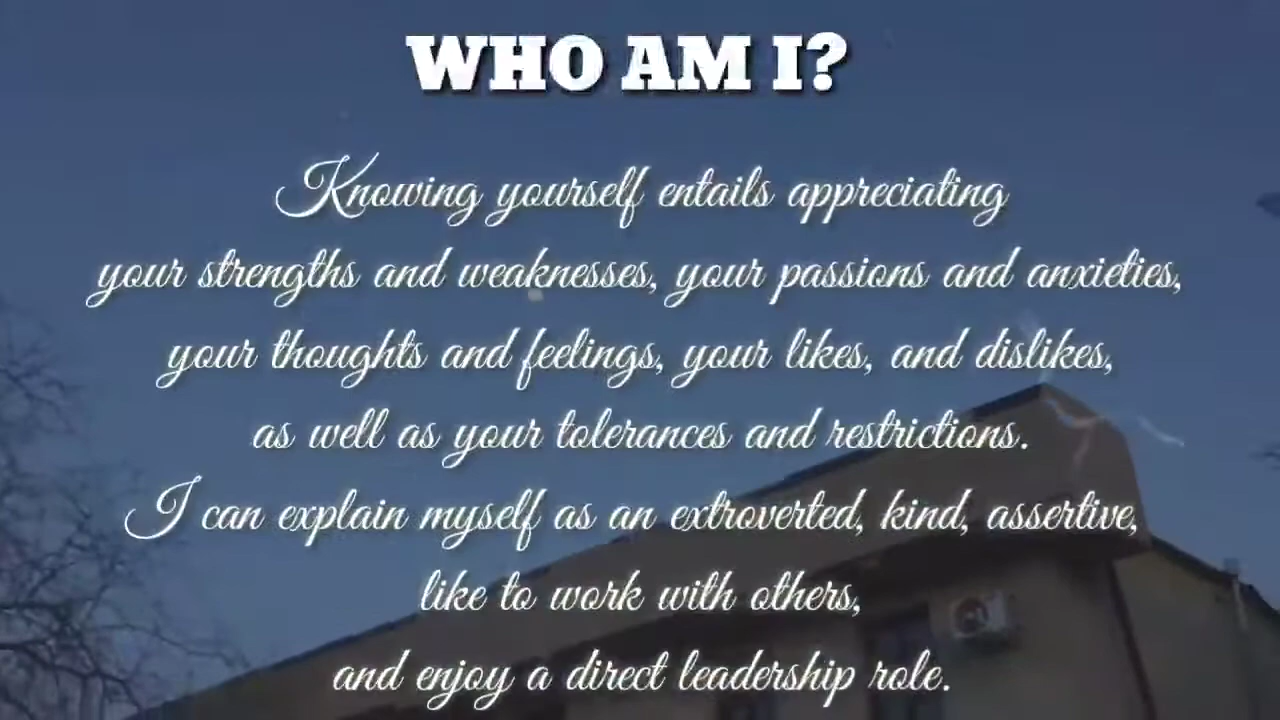 WHO AM I?
Knowing yourself entails appreciating
your strengths and weaknesses, your passions and anxieties,
your thoughts and feelings, your likes, and dislikes,
as well as your tolerances and restrictions.
I can explain myself as an extroverted, kind, assertive,
like to work with others,
and enjoy a direct leadership role.